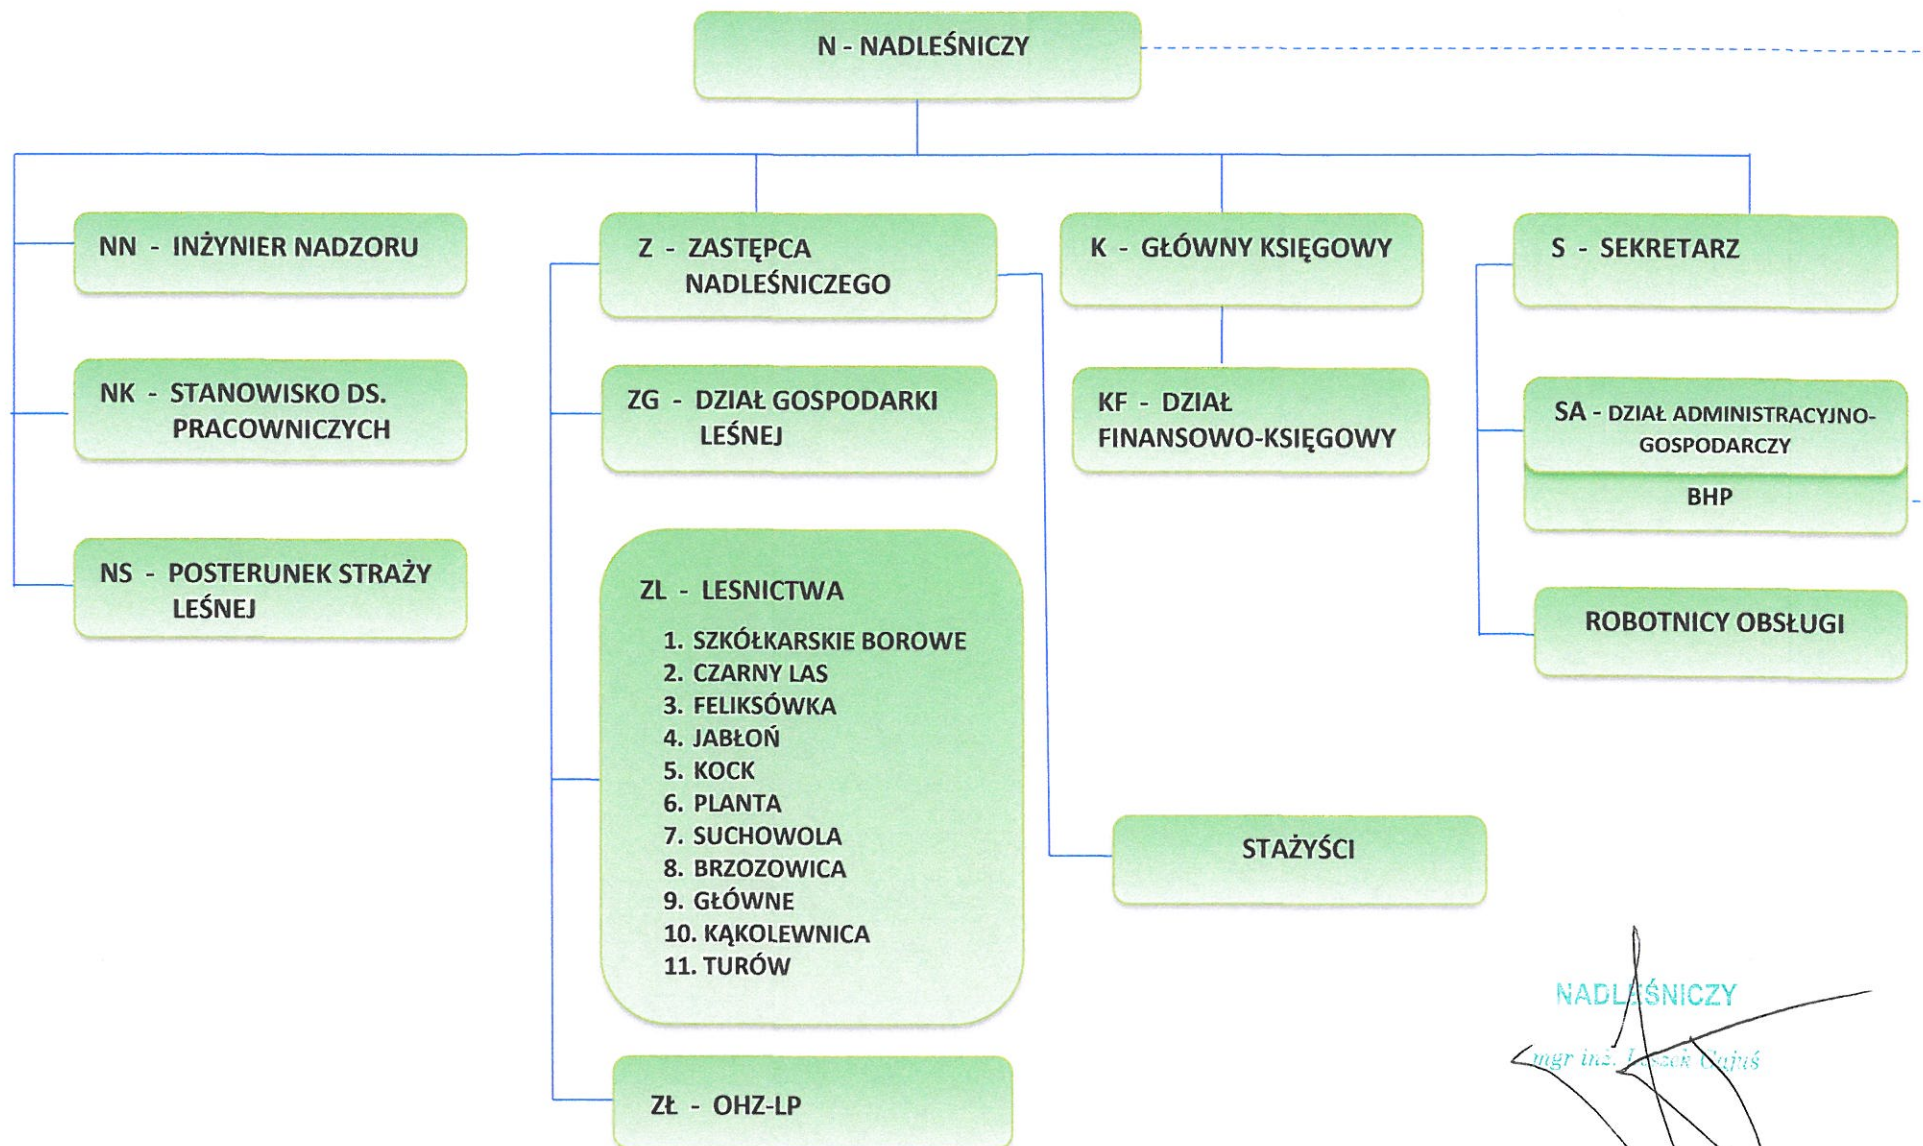 N - NADLEŚNICZY
NN - INŻYNIER NADZORU
NK - STANOWISKO DS.
PRACOWNICZYCH
NS - POSTERUNEK STRAŻY
LEŚNEJ
Z - ZASTĘPCA
NADLEŚNICZEGO
ZG - DZIAŁ GOSPODARKI
LEŚNEJ
ZL - LESNICTWA
1. SZKÓŁKARSKIE BOROWE
2. CZARNY LAS
3. FELIKSÓWKA
4. JABŁOŃ
5. KOCK
6. PLANTA
7. SUCHOWOLA
8. BRZOZOWICA
9. GŁÓWNE
10. KĄKOLEWNICA
11. TURÓW
ZŁ - OHZ-LP
STAŻYŚCI
K - GŁÓWNY KSIĘGOWY
KF - DZIAŁ
FINANSOWO-KSIĘGOWY
S - SEKRETARZ
SA - DZIAŁ ADMINISTRACYJNO-
GOSPODARCZY
BHP
ROBOTNICY OBSŁUGI
NADLEŚNICZY
mgr inż. Leszek